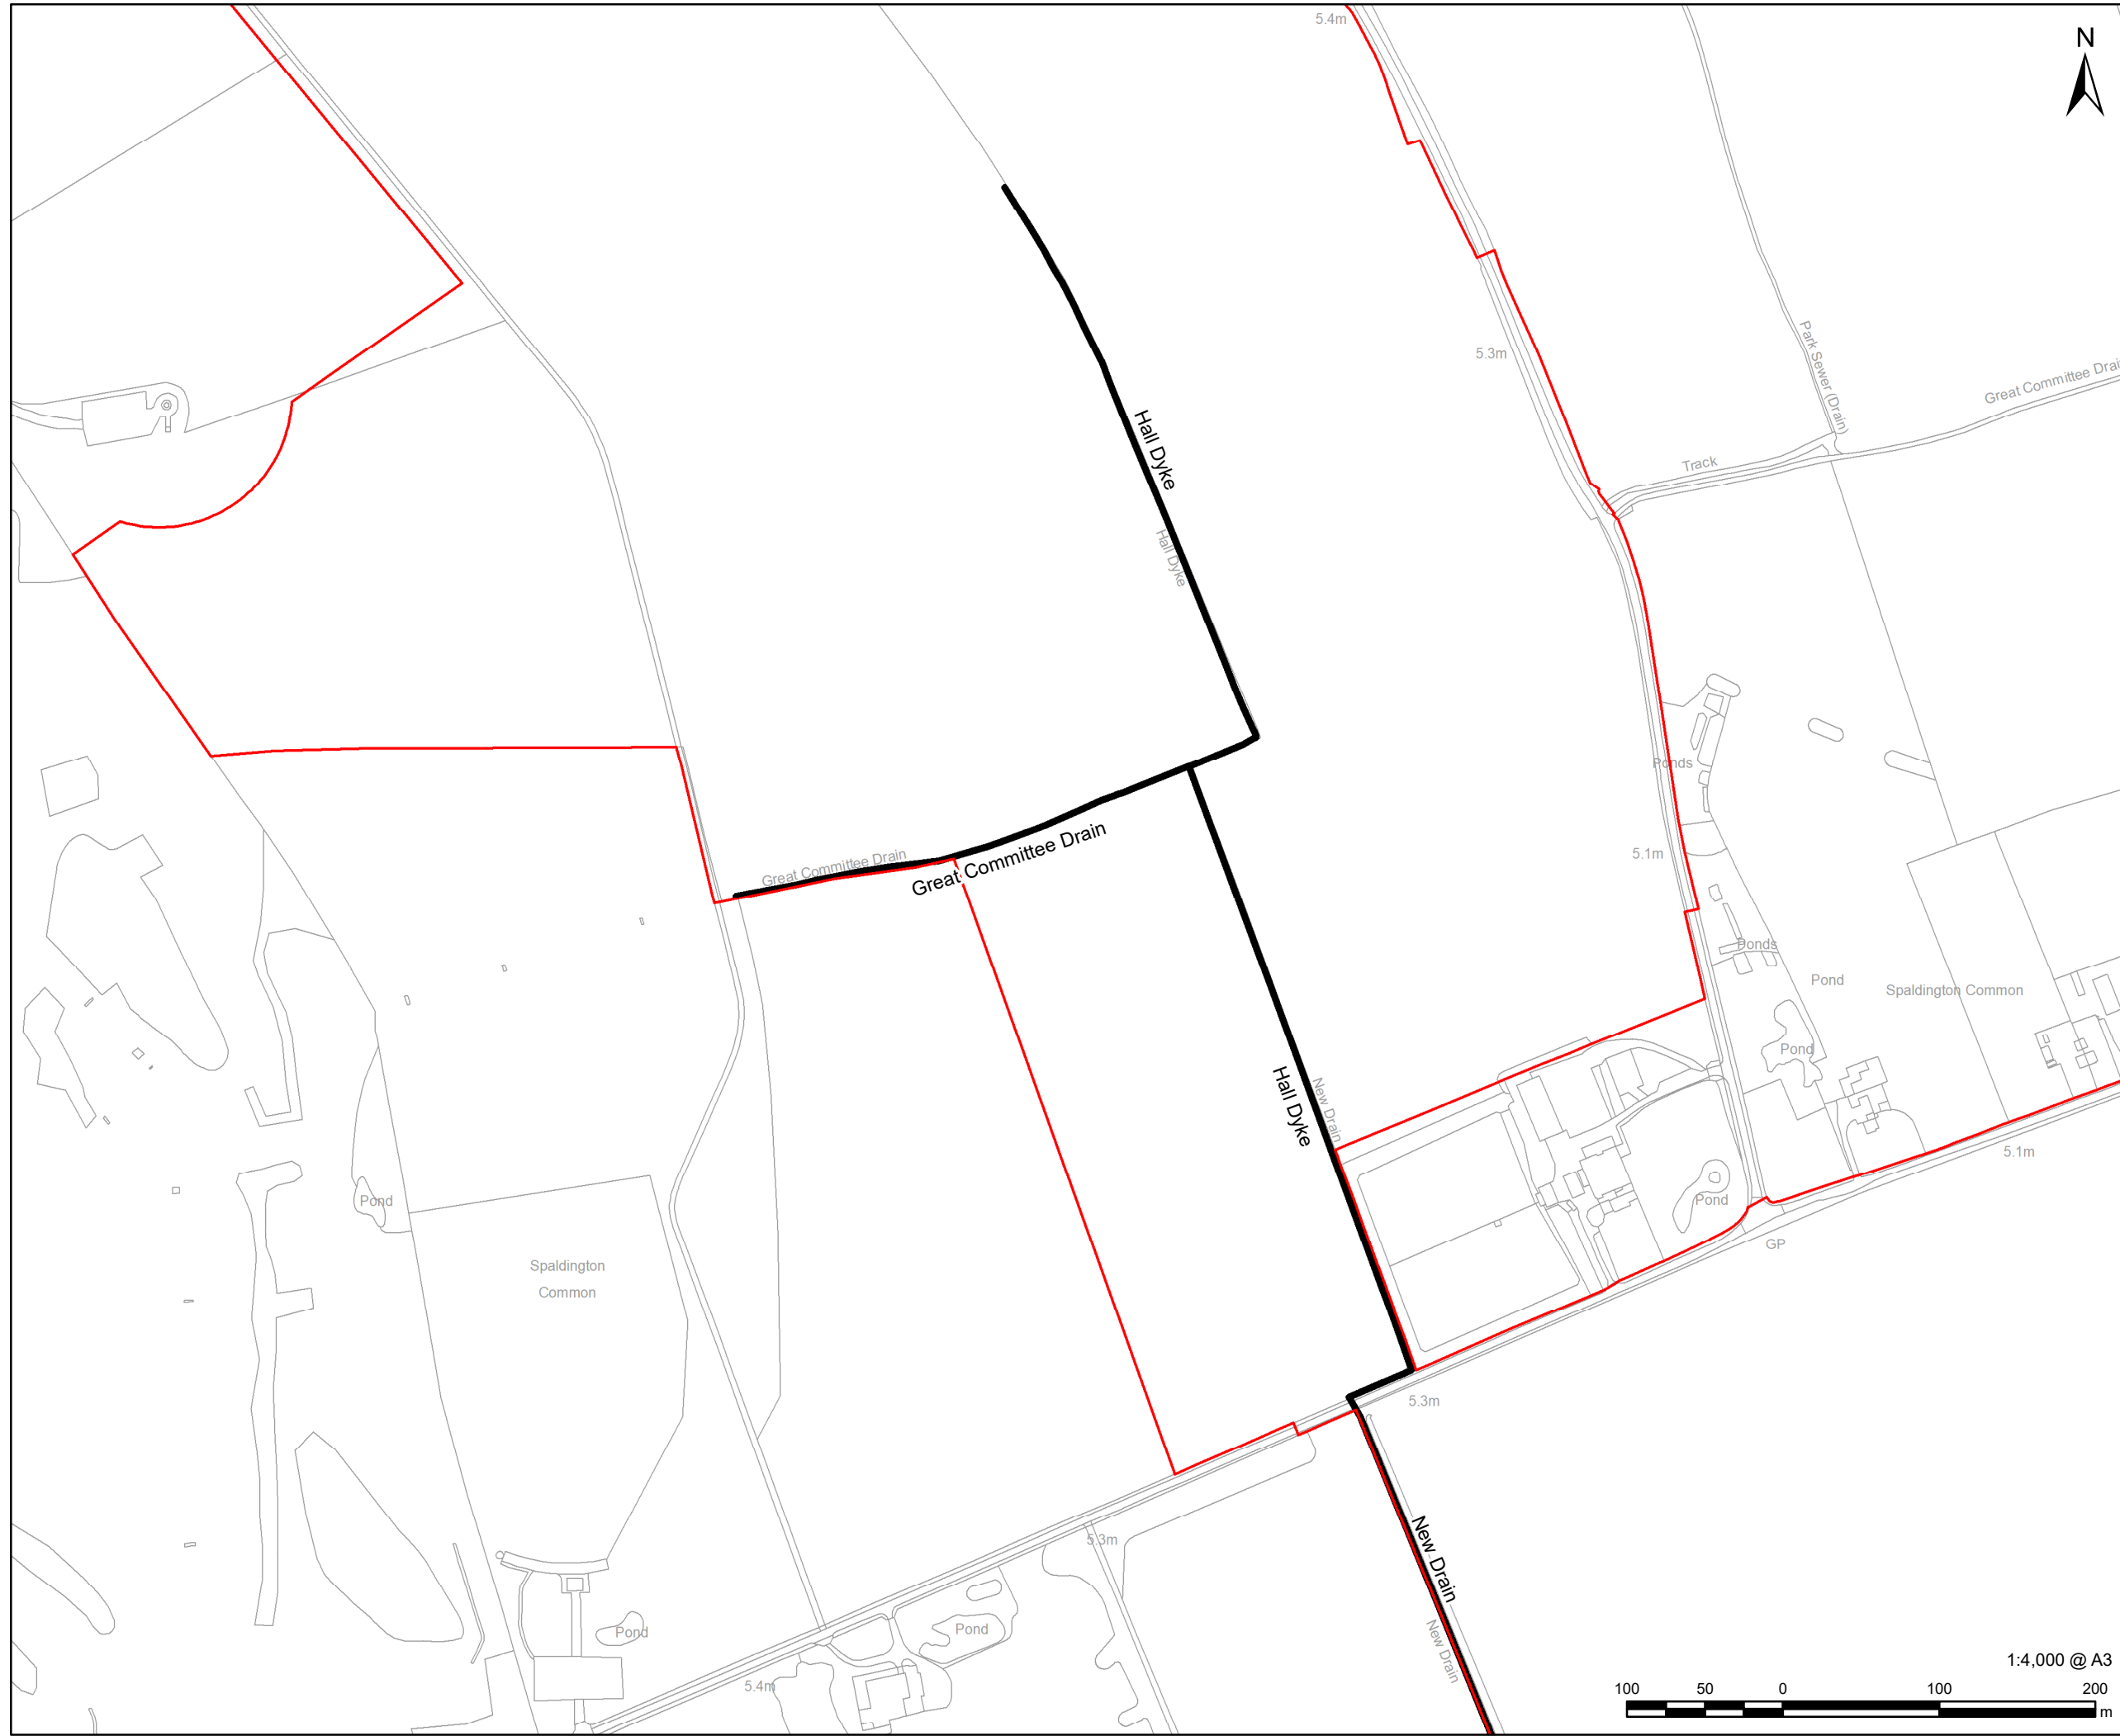 5.4m
N
Hall Dyke
Hall Dyke
5.3m
Park Sewer (Drain)
Great Committee Drai
Track
Ponds
5.1m
Great Committee Drain
Great Committee Drain
Ponds
Pond
Spaldington Common
Pond
Hall Dyke
New Drain
5.1m
Pond
Pond
GP
Spaldington
Common
5.3m
5.3m
New Drain
New Drain
Pond
Pond
5.4m
1:4,000 @ A3
100 50 0 100 200
m